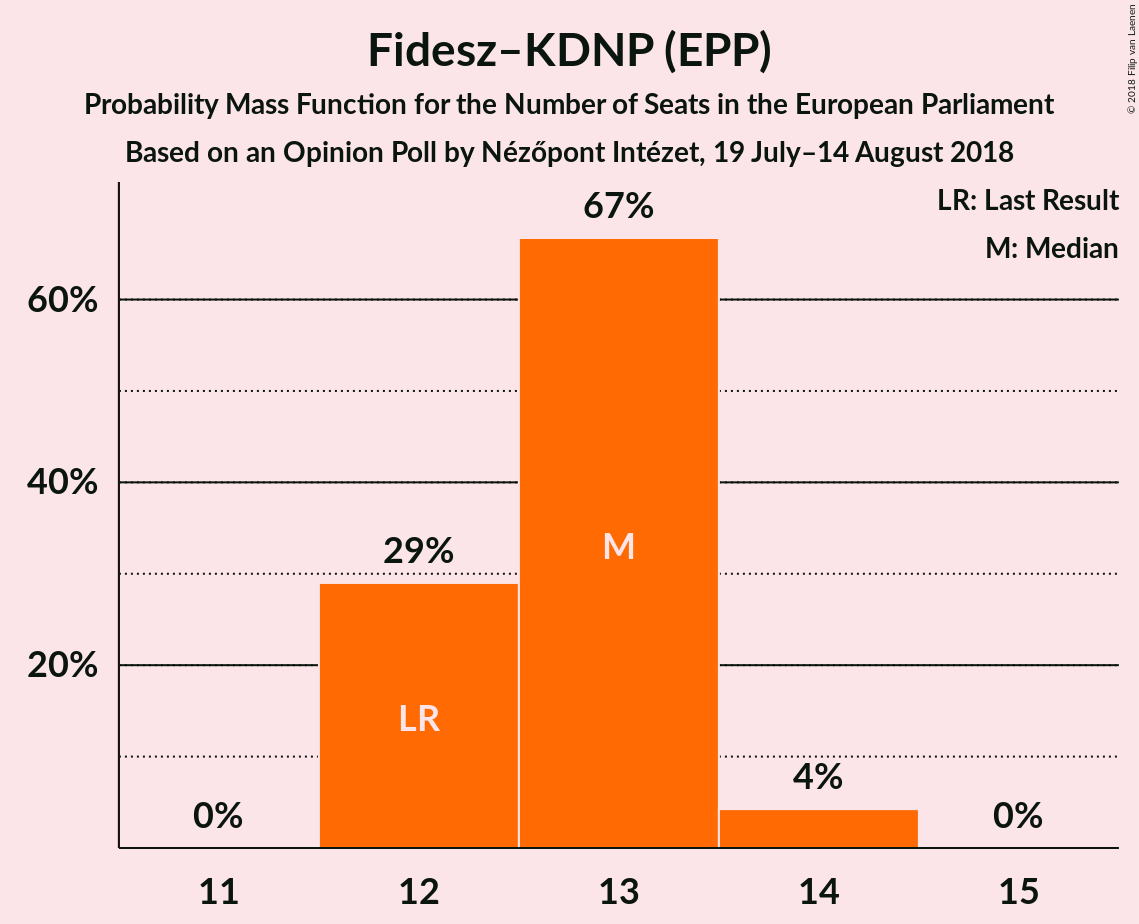 Fidesz–KDNP (EPP)
Probability Mass Function for the Number of Seats in the European Parliament
Based on an Opinion Poll by Nézőpont Intézet, 19 July–14 August 2018
© 2018 Filip van Laenen
LR: Last Result
M: Median
60%
40%
20%
0%
29%
67%
4%
0%
LR
M
11
12
13
14
15